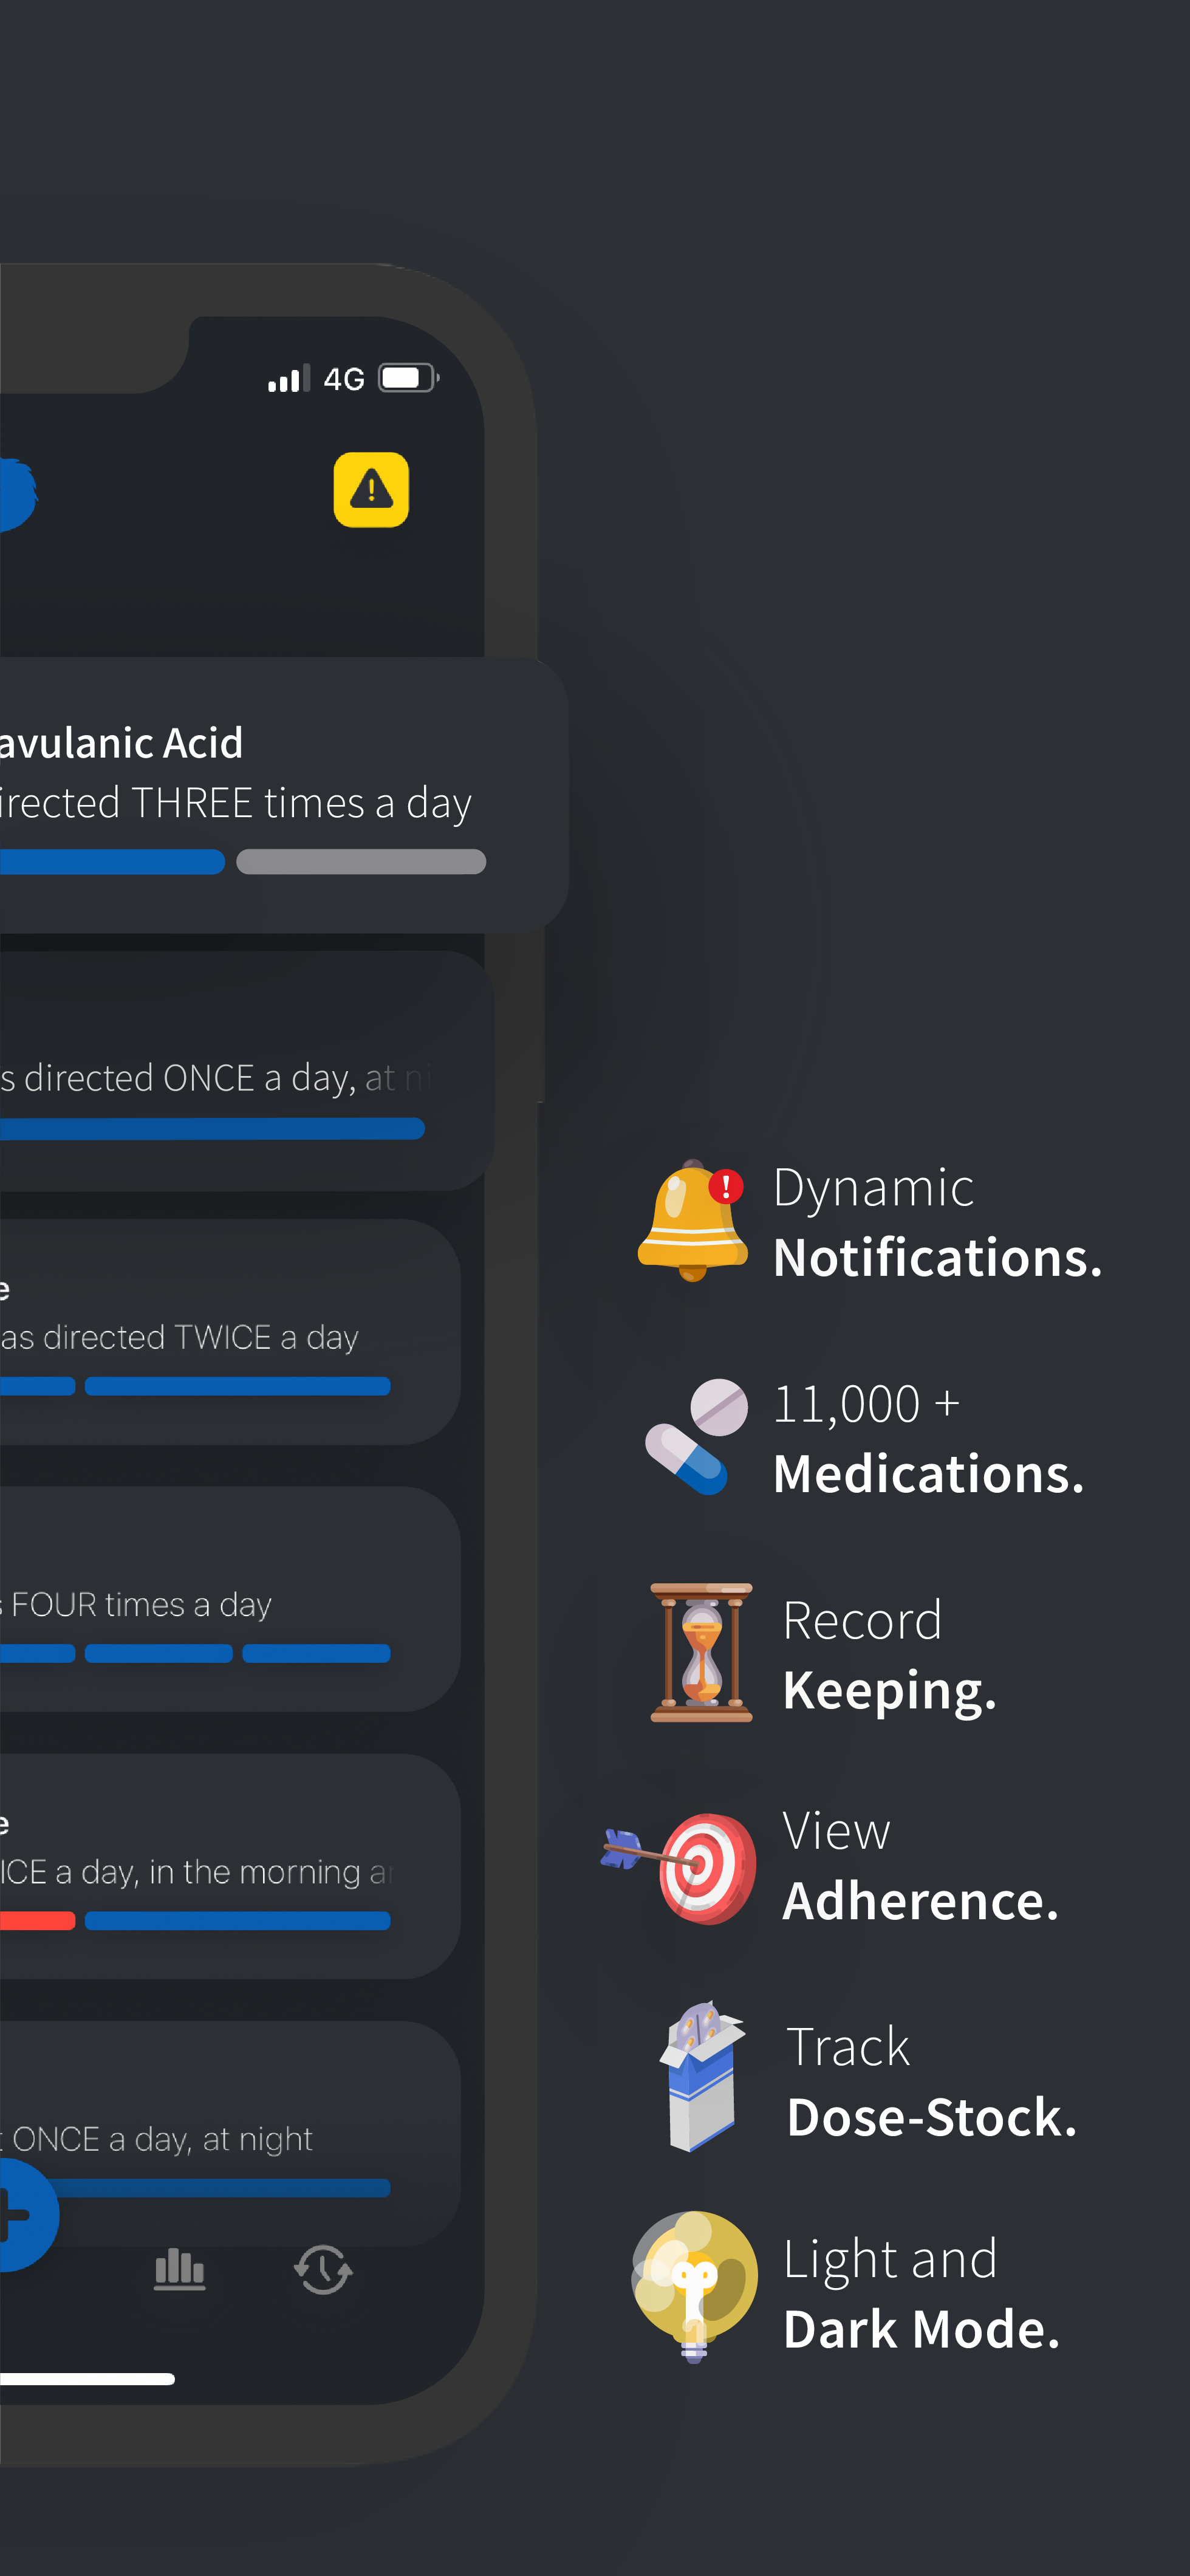 4G
avulanic Acid
irected THREE times a day
s directed ONCE a day, at ni
e
as directed TWICE a day
s FOUR times a day
e
ICE a day, in the morning a
t ONCE a day, at night
Dynamic
Notifications.
11,000 +
Medications.
Record
Keeping.
View
Adherence.
Track
Dose-Stock.
Light and
Dark Mode.